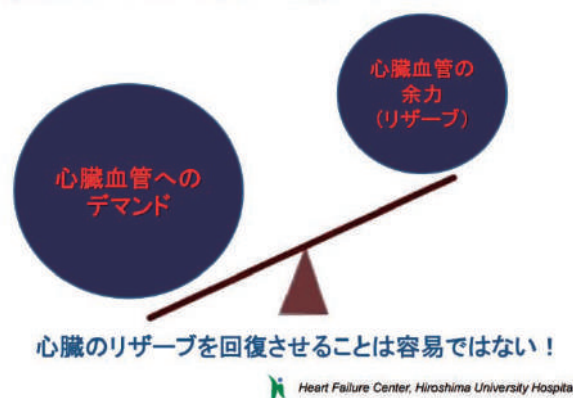 心臓血管の
余力
(リザーブ)
心臓血管への
デマンド
心臓のリザーブを回復させることは容易ではない！
Heart Failure Center, Hiroshima University Hospita